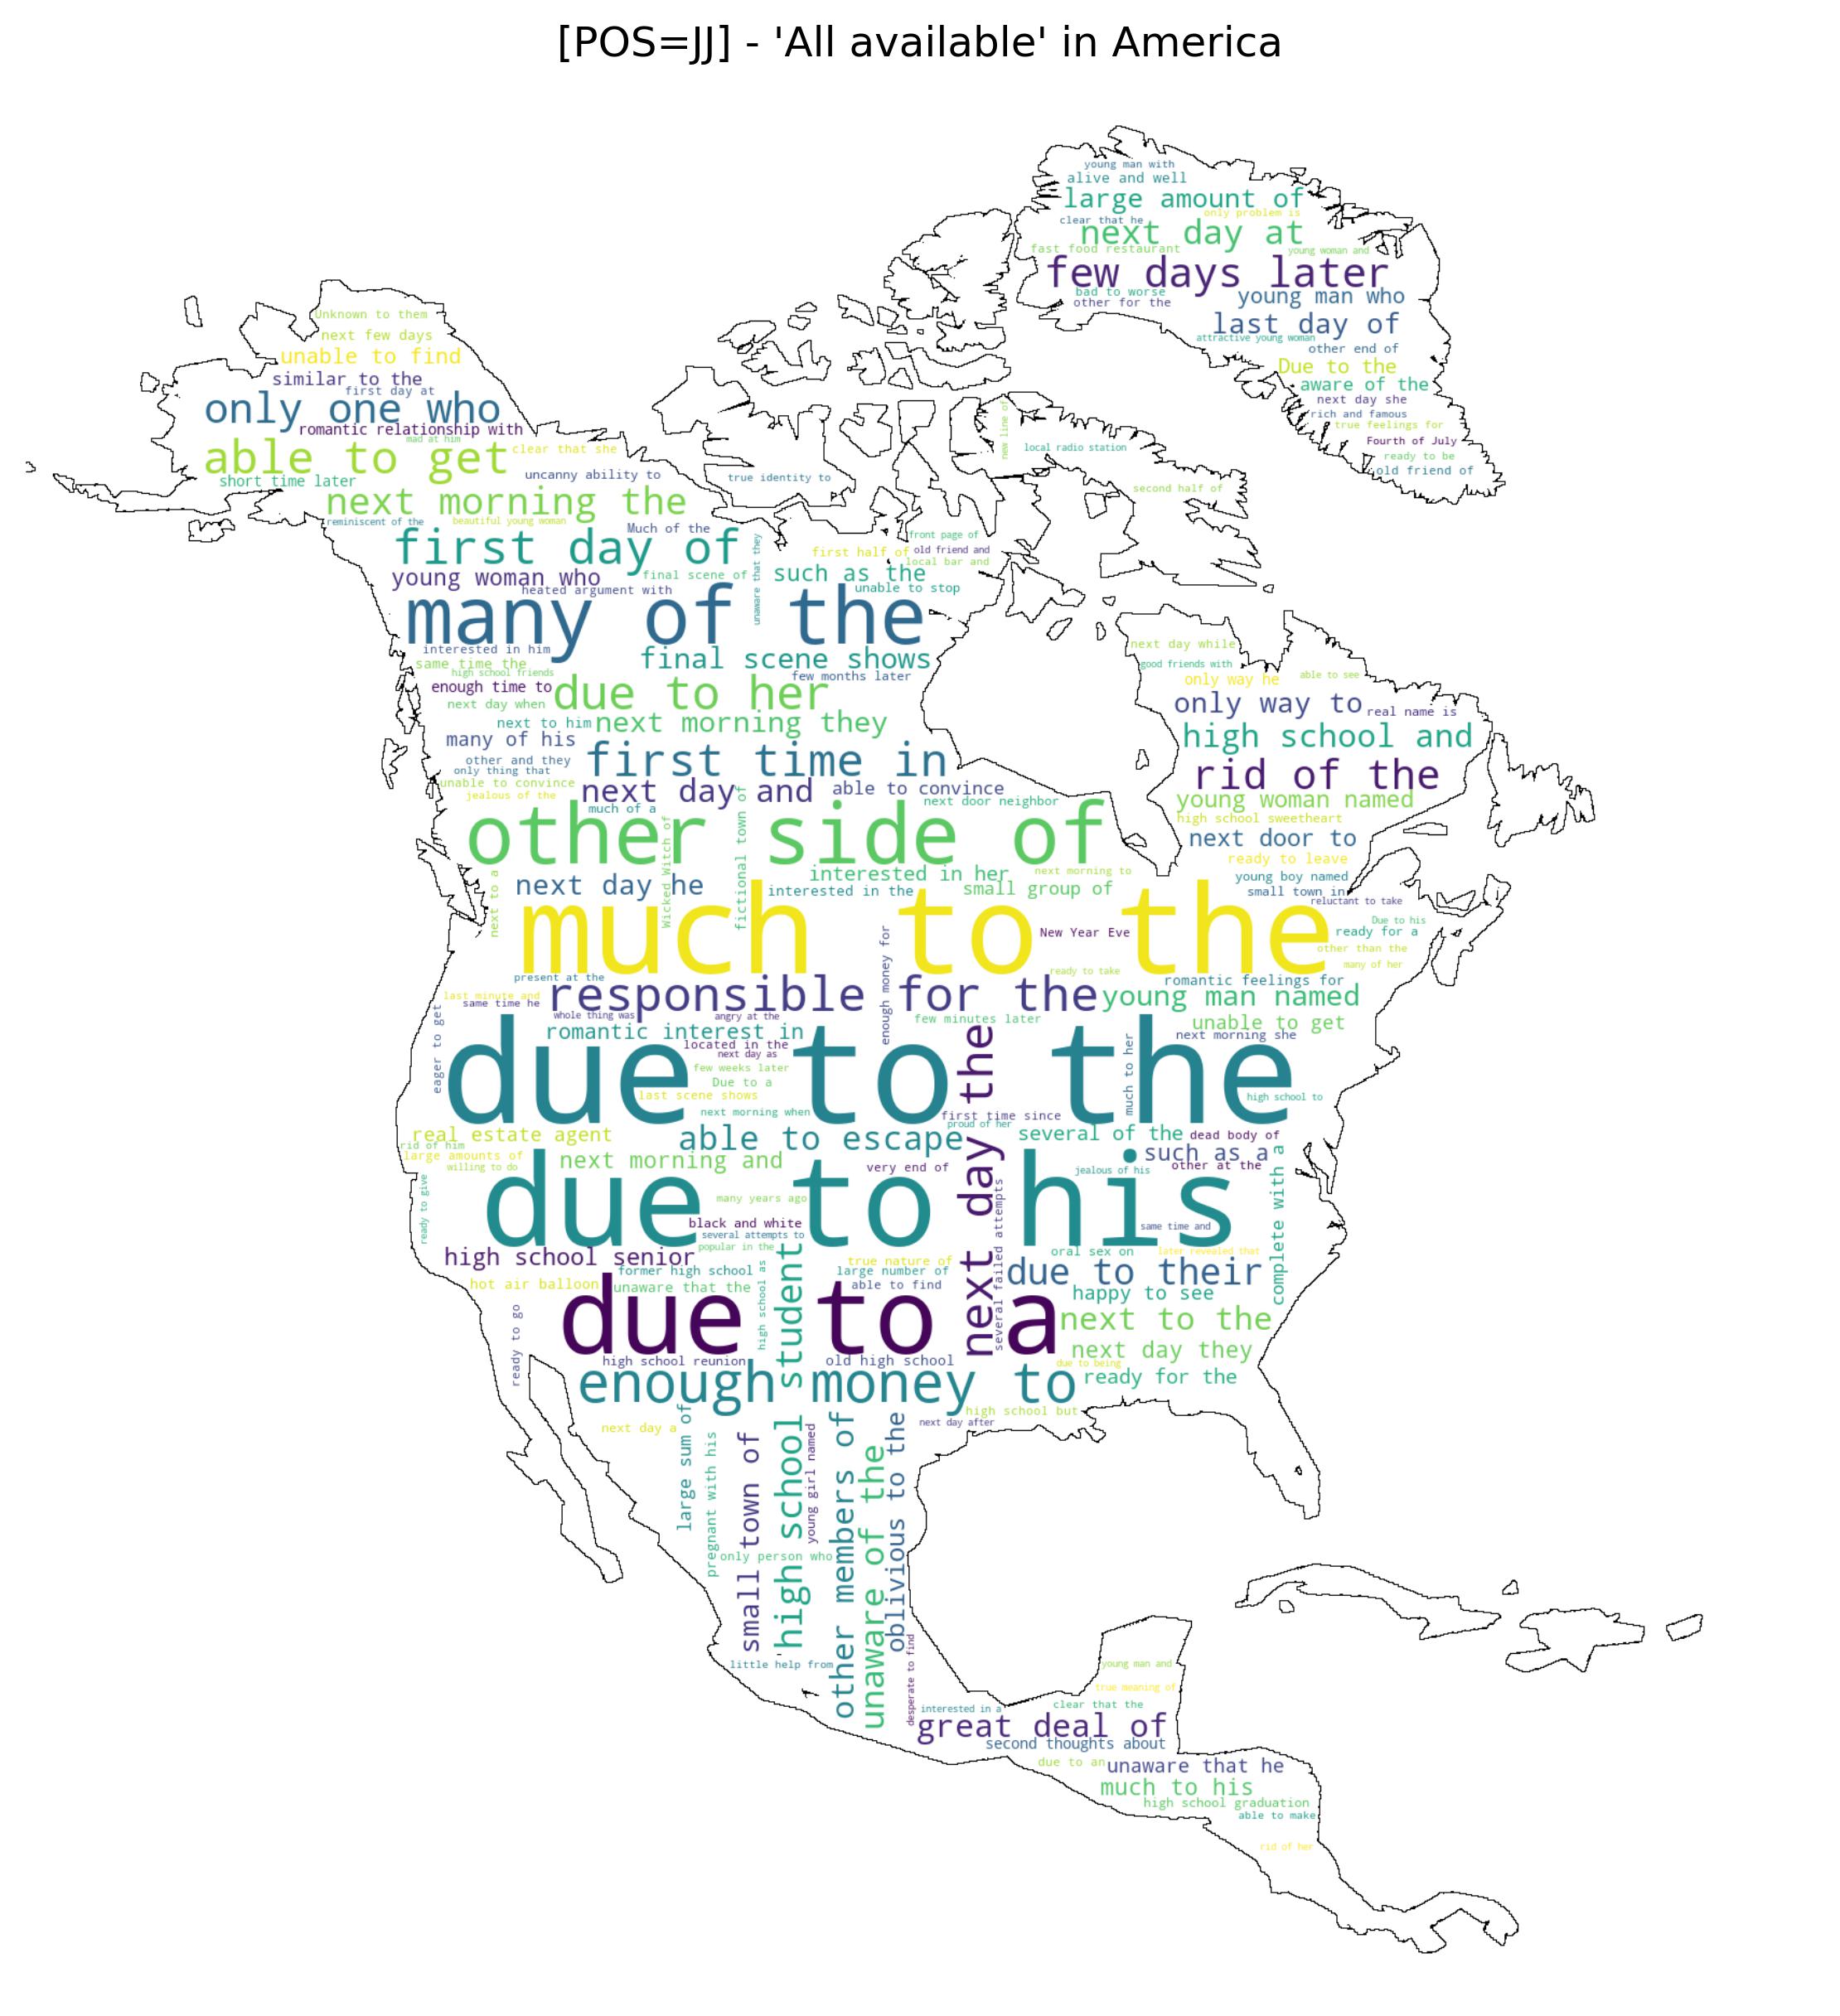 [POS=JJ] - 'All available' in America
young man with
alive and well
large amount of
only problem is
clear that he
next day at
fast food restaurant
young woman and
few days later
bad to worse
other for the
young man who
last day of
attractive young woman
other end of
Due to the
aware of the
next day she
rich and famous
true feelings for
Fourth of July
ready to be
old friend of
Unknown to them
next few days
unable to find
similar to the
first day at
only one who
romantic relationship with
mad at him
able to get
clear that she
short time later
uncanny ability to
next morning the
reminiscent of the
beautiful young woman
Much of the
first day of
new line of
local radio station
true identity to
second half of
front page of
first half of
old friend and
local bar and
unaware that they
young woman who
final scene of
such as the
heated argument with
unable to stop
many of the
interested in him
final scene shows
same time the
high school friends
few months later
enough time to
due to her
next day when
next to him
next morning they
many of his
first time in
other and they
only thing that
unable to convince
next day and
able to convince
jealous of the
much of a
next door neighbor
next day while
good friends with
able to see
only way he
only way to
real name is
high school and
rid of the
young woman named
high school sweetheart
next door to
ready to leave
young boy named
small town in
reluctant to take
other side of
fictional town of
Wicked Witch of
next to a
interested in her
next morning to
next day he
interested in the
small group of
much to the
New Year Eve
Due to his
ready for a
other than the
many of her
enough money for
present at the
ready to take
romantic feelings for
last minute and
same time he
responsible for the
young man named
whole thing was
angry at the
few minutes later
unable to get
eager to get
romantic interest in
next morning she
located in the
next day as
few weeks later
Due to a
last scene shows
due to the
much to her
high school to
next morning when
first time since
proud of her
next day the
real estate agent
rid of him
able to escape
several of the
dead body of
large amounts of
willing to do
next morning and
very end of
such as a
other at the
jealous of his
ready to give
many years ago
due to his
complete with a
several failed attempts
black and white
several attempts to
same time and
popular in the
high school senior
true nature of
oral sex on
later revealed that
former high school
large number of
due to their
hot air balloon
unaware that the
able to find
happy to see
high school as
due to a
next to the
ready to go
next day they
high school reunion
old high school
due to being
enough money to
ready for the
high school but
next day a
next day after
large sum of
pregnant with his
small town of
high school student
young girl named
other members of
unaware of the
oblivious to the
only person who
little help from
desperate to find
young man and
true meaning of
interested in a
clear that the
great deal of
second thoughts about
due to an
unaware that he
much to his
high school graduation
able to make
rid of her